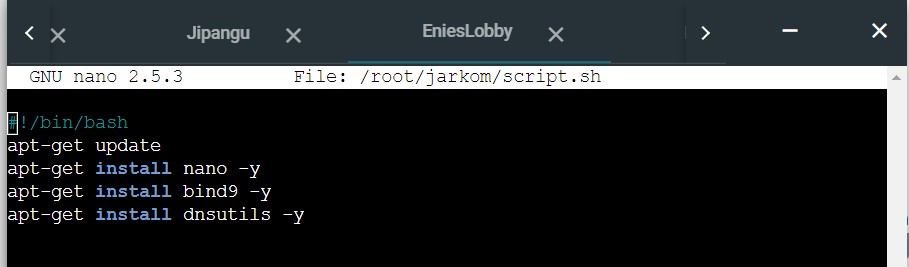 Jipangu
EniesLobby
GNU nano 2.5.3 File: /root/jarkom/script.sh
#!/bin/bash
apt-get update
apt-get install nano -y
apt-get install bind9 -y
apt-get install dnsutils -y